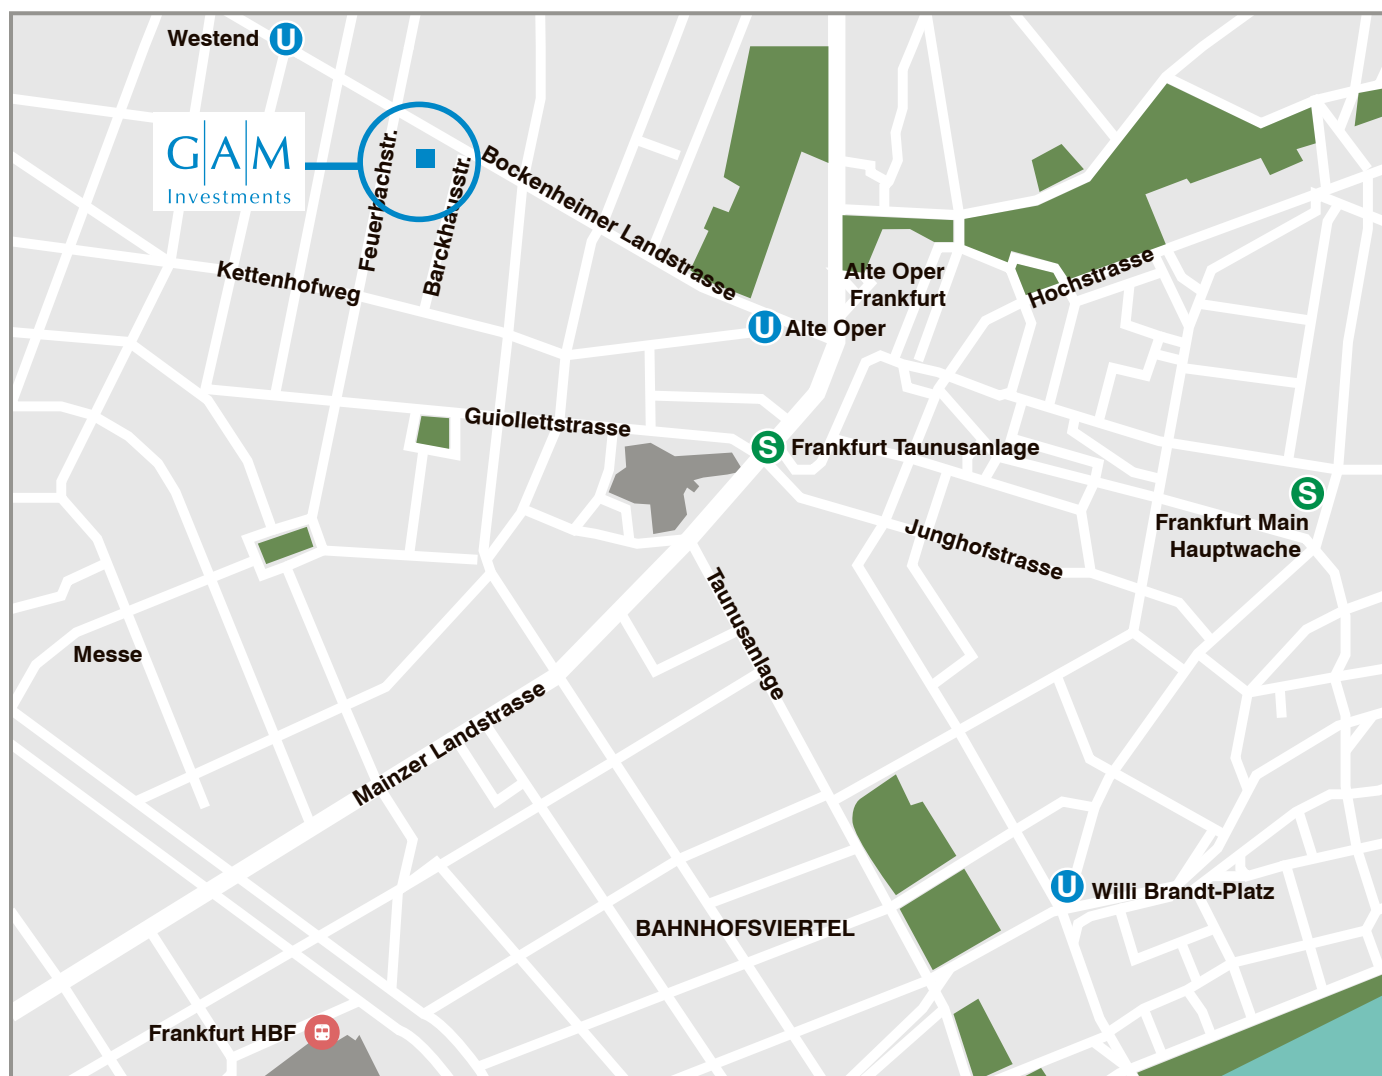 Westend U
G|A|M
Investments
Feuerbachstr.
Barckhausstr.
Bockenheimer Landstrasse
Kettenhofweg
Alte Oper
Frankfurt
Hochstrasse
U Alte Oper
Guiollettstrasse
S Frankfurt Taunusanlage
S
Frankfurt Main
Hauptwache
Junghofstrasse
Taunusanlage
Messe
Mainzer Landstrasse
U Willi Brandt-Platz
BAHNHOFSVIERTEL
Frankfurt HBF